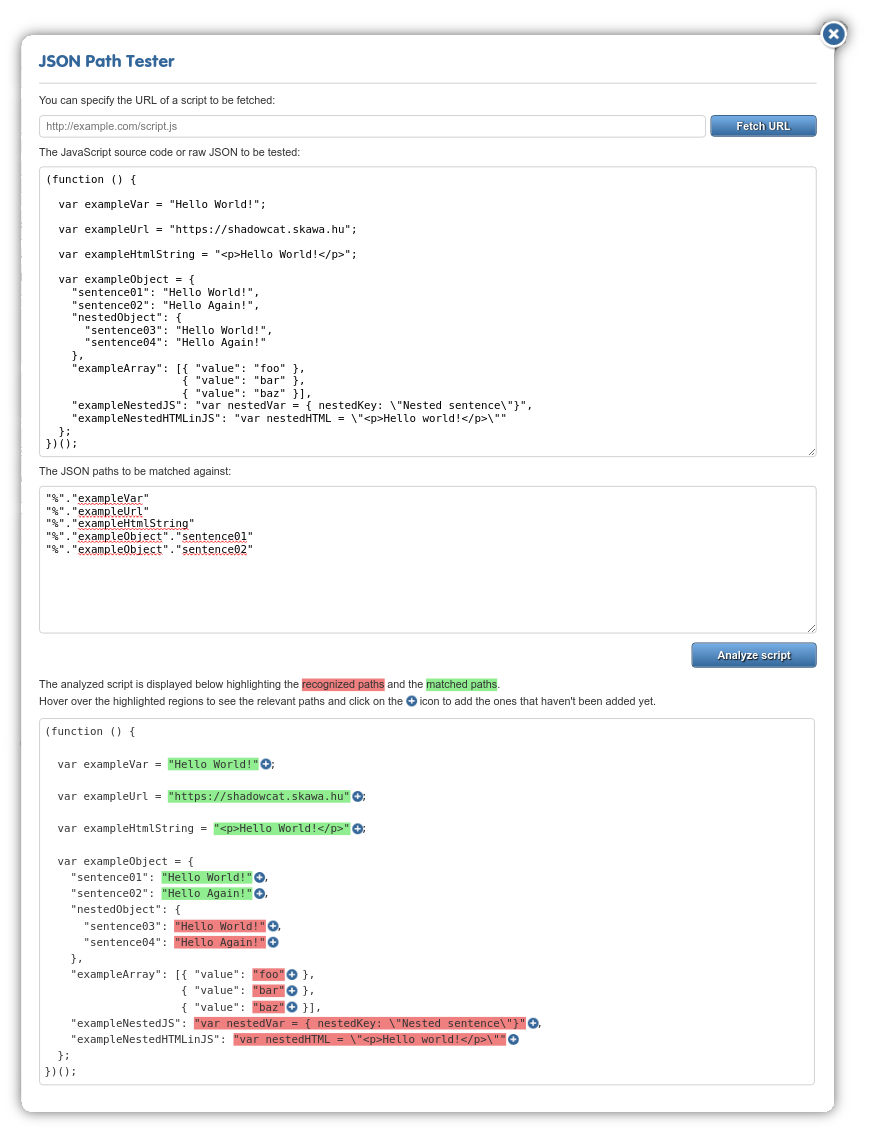 JSON Path Tester
You can specify the URL of a script to be fetched:
http://example.com/script.js
Fetch URL
The JavaScript source code or raw JSON to be tested:
(function () {
  var exampleVar = "Hello World!";
  var exampleUrl = "https://shadowcat.skawa.hu";
  var exampleHtmlString = "<p>Hello World!</p>";
  var exampleObject = {
    "sentence01": "Hello World!",
    "sentence02": "Hello Again!",
    "nestedObject": {
      "sentence03": "Hello World!",
      "sentence04": "Hello Again!"
    },
    "exampleArray": [{ "value": "foo" },
                     { "value": "bar" },
                     { "value": "baz" }],
    "exampleNestedJS": "var nestedVar = { nestedKey: \"Nested sentence\"}",
    "exampleNestedHTMLinJS": "var nestedHTML = \"<p>Hello world!</p>\""
  };
})();
The JSON paths to be matched against:
"%"."exampleVar"
"%"."exampleUrl"
"%"."exampleHtmlString"
"%"."exampleObject"."sentence01"
"%"."exampleObject"."sentence02"
Analyze script
The analyzed script is displayed below highlighting the recognized paths and the matched paths.
Hover over the highlighted regions to see the relevant paths and click on the icon to add the ones that haven't been added yet.
(function () {
  var exampleVar = "Hello World!";
  var exampleUrl = "https://shadowcat.skawa.hu";
  var exampleHtmlString = "<p>Hello World!</p>";
  var exampleObject = {
    "sentence01": "Hello World!",
    "sentence02": "Hello Again!",
    "nestedObject": {
      "sentence03": "Hello World!",
      "sentence04": "Hello Again!"
    },
    "exampleArray": [{ "value": "foo" },
                     { "value": "bar" },
                     { "value": "baz" }],
    "exampleNestedJS": "var nestedVar = { nestedKey: \"Nested sentence\"}",
    "exampleNestedHTMLinJS": "var nestedHTML = \"<p>Hello world!</p>\""
  };
})();